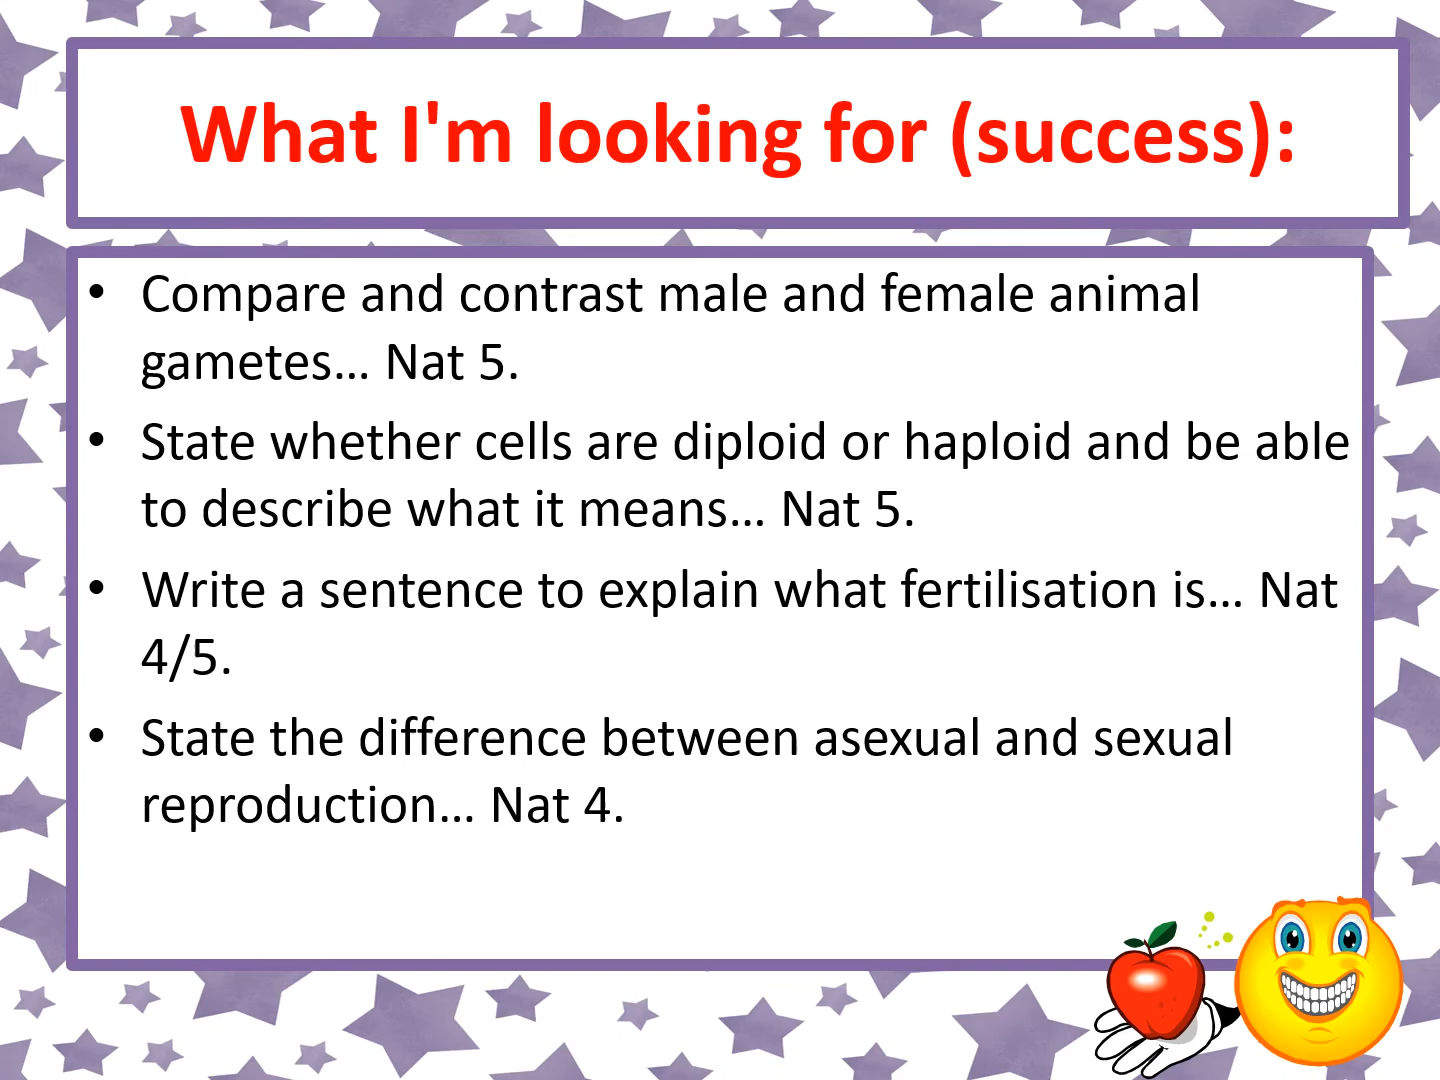 What I'm looking for (success):
• Compare and contrast male and female animal
gametes... Nat 5.
• State whether cells are diploid or haploid and be able
to describe what it means... Nat 5.
• Write a sentence to explain what fertilisation is... Nat
4/5.
• State the difference between asexual and sexual
reproduction... Nat 4.